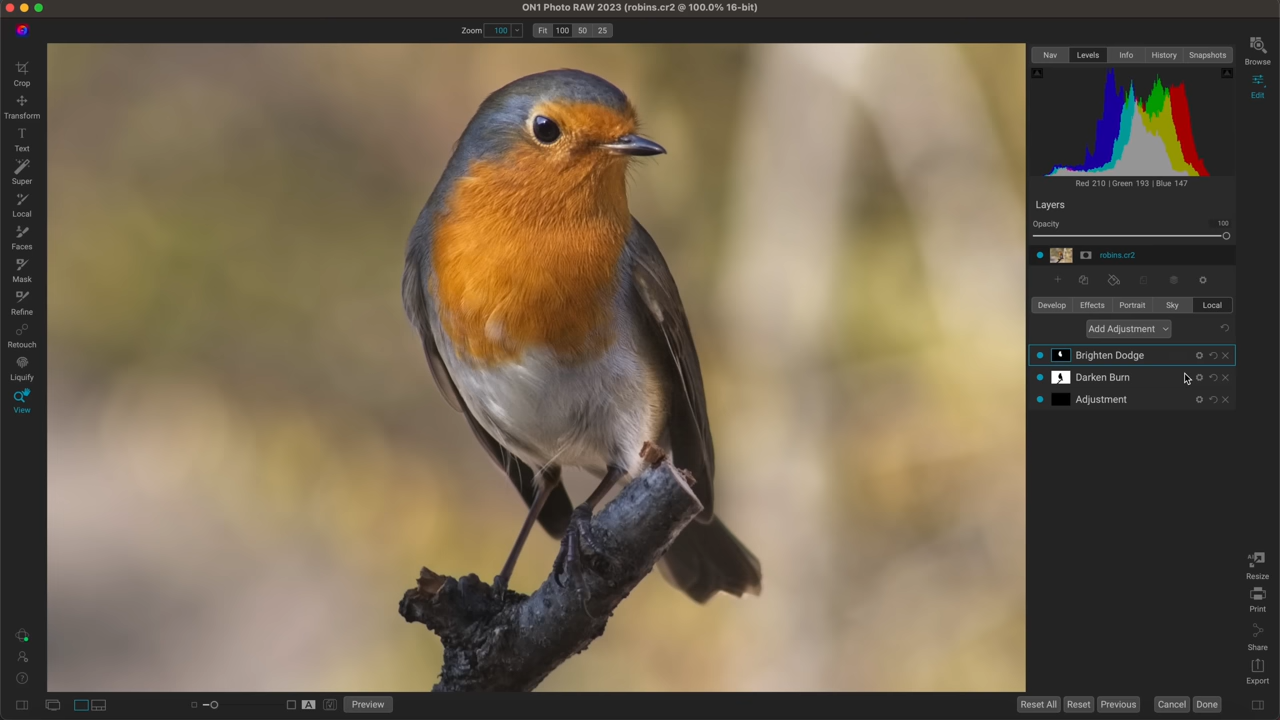 ON1 Photo RAW 2023 (robins.cr2 @ 100.0% 16-bit)
Zoom 100 Fit 100 50 25
Crop
Transform
Text
Super
Local
Faces
Mask
Refine
Retouch
Liquify
View
Nav Levels Info History Snapshots
Red 210 | Green 193 | Blue 147
Layers
Opacity 100
robins.cr2
Develop Effects Portrait Sky Local
Add Adjustment
Brighten Dodge
Darken Burn
Adjustment
Browse
Edit
Resize
Print
Share
Export
A Preview Reset All Reset Previous Cancel Done